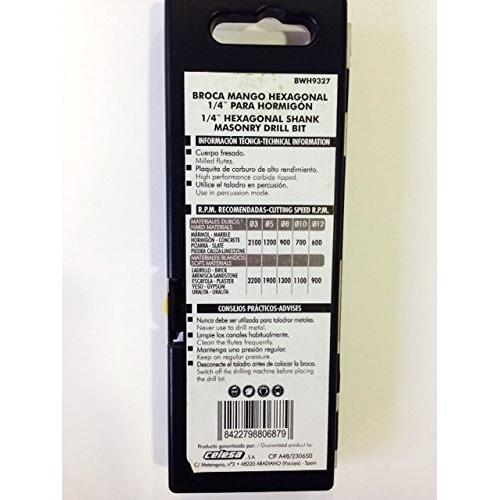 BWH9327
BROCA MANGO HEXAGONAL
1/4" PARA HORMIGÓN
1/4" HEXAGONAL SHANK
MASONRY DRILL BIT
INFORMACIÓN TÉCNICA-TECHNICAL INFORMATION
• Cuerpo fresado.
Milled flutes.
• Plaquita de carburo de alto rendimiento.
High performance carbide tipped.
• Utilice el taladro en percusión.
Use in percussion mode.
R.P.M. RECOMENDADAS-CUTTING SPEED R.P.M.
MATERIALES DUROS Ø3 Ø5 Ø8 Ø10 Ø12
HARD MATERIALS
MÁRMOL - MARBLE
HORMIGÓN - CONCRETE 2100 1200 900 700 600
PIZARRA - SLATE
PIEDRA CALIZA-LIMESTONE
MATERIALES BLANDOS
SOFT MATERIALS
LADRILLO - BRICK
ARENISCA-SANDSTONE
ESCAYOLA - PLASTER 3200 1900 1300 1100 900
YESO - GYPSUM
URALITA - URALITA
CONSEJOS PRÁCTICOS-ADVISES
• Nunca debe ser utilizada para taladrar metales.
Never use to drill metal.
• Limpie los canales habitualmente.
Clean the flutes frequently.
• Mantenga una presión regular.
Keep on regular pressure.
• Desconecte el taladro antes de colocar la broca.
Switch off the drilling machine before placing
the drill bit.
8422798806879
Producto garantizado por: / Guaranteed product by:
celesa S.A. CIF A48/230650
C/ Matsinguio, nº2 • 48220 ABADIANO (Vizcaya) - Spain